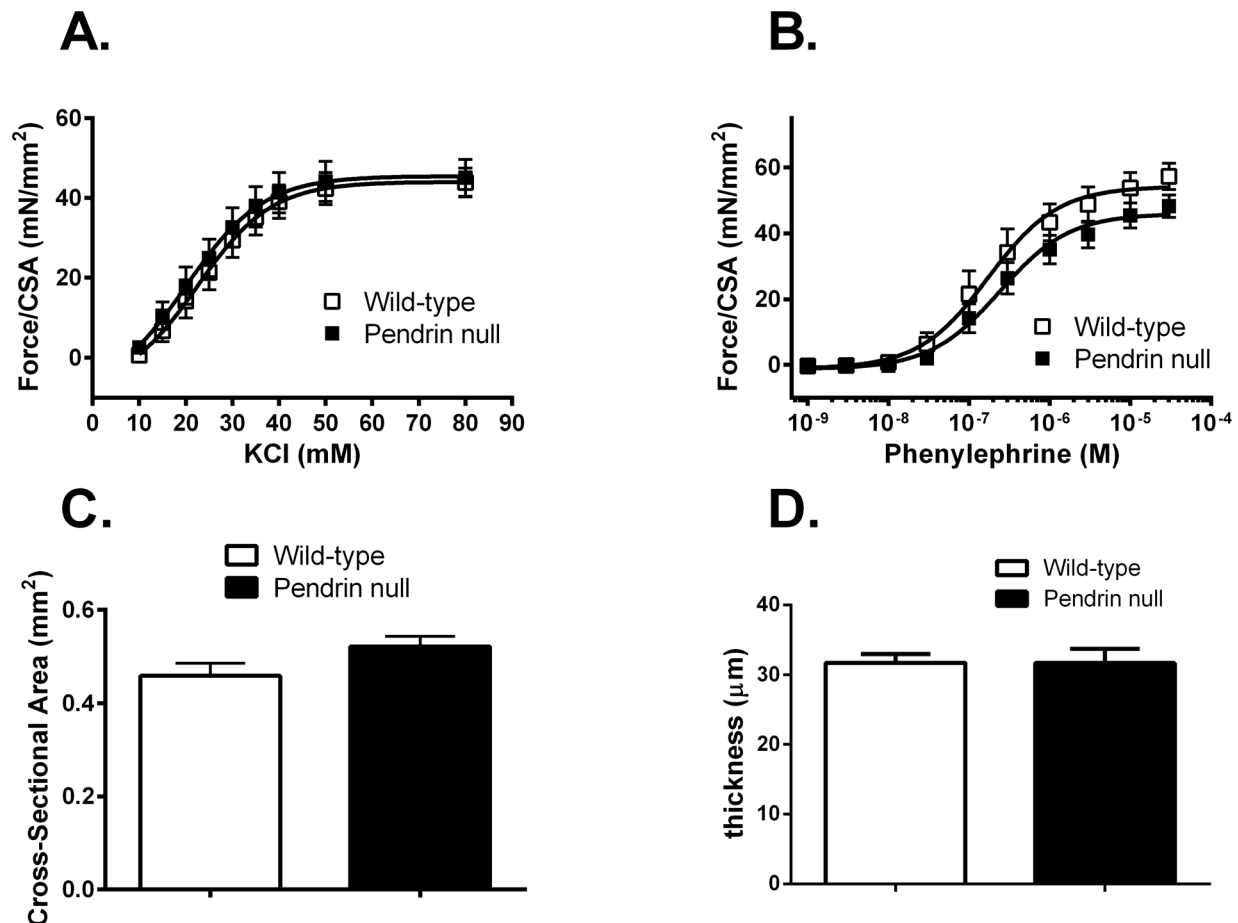 A.
Force/CSA (mN/mm²)
60
40
20
0
Wild-type
Pendrin null
0 10 20 30 40 50 60 70 80 90
KCl (mM)
B.
Force/CSA (mN/mm²)
60
40
20
0
Wild-type
Pendrin null
10⁻⁹ 10⁻⁸ 10⁻⁷ 10⁻⁶ 10⁻⁵ 10⁻⁴
Phenylephrine (M)
C.
Wild-type
Pendrin null
Cross-Sectional Area (mm²)
0.6
0.4
0.2
0.0
D.
Wild-type
Pendrin null
thickness (μm)
40
30
20
10
0